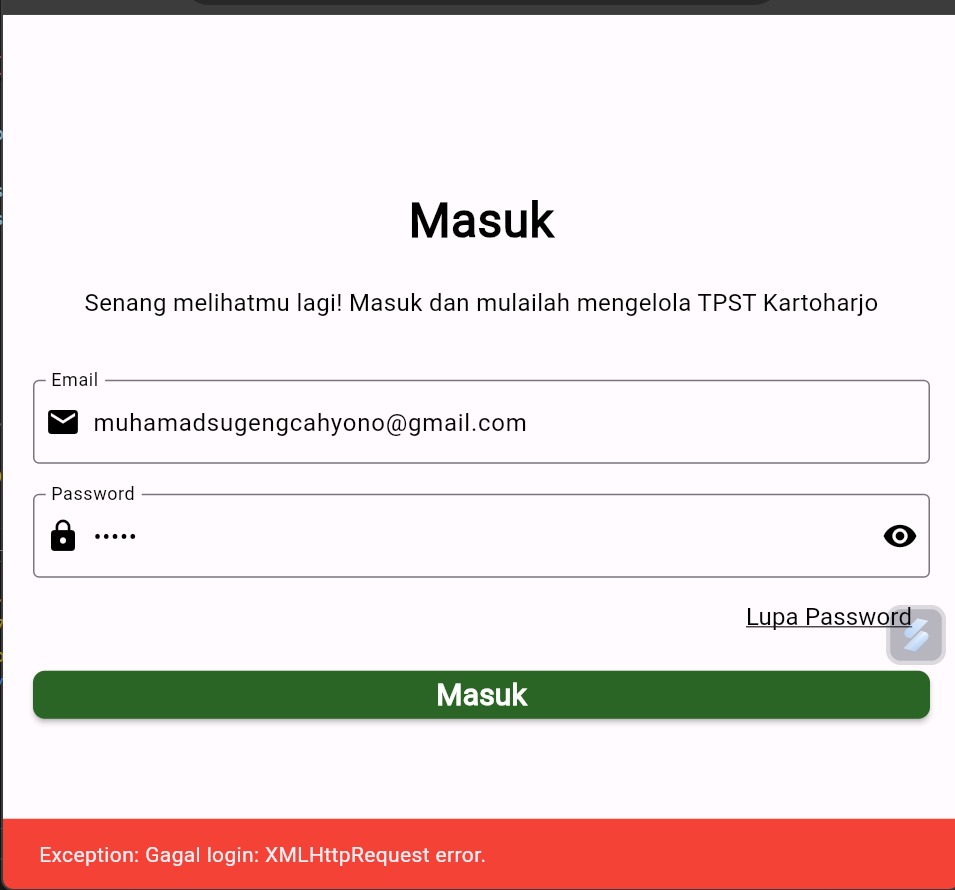 Masuk
Senang melihatmu lagi! Masuk dan mulailah mengelola TPST Kartoharjo
Email
muhamadsugengcahyono@gmail.com
Password
•••••
Lupa Password
Masuk
Exception: Gagal login: XMLHttpRequest error.